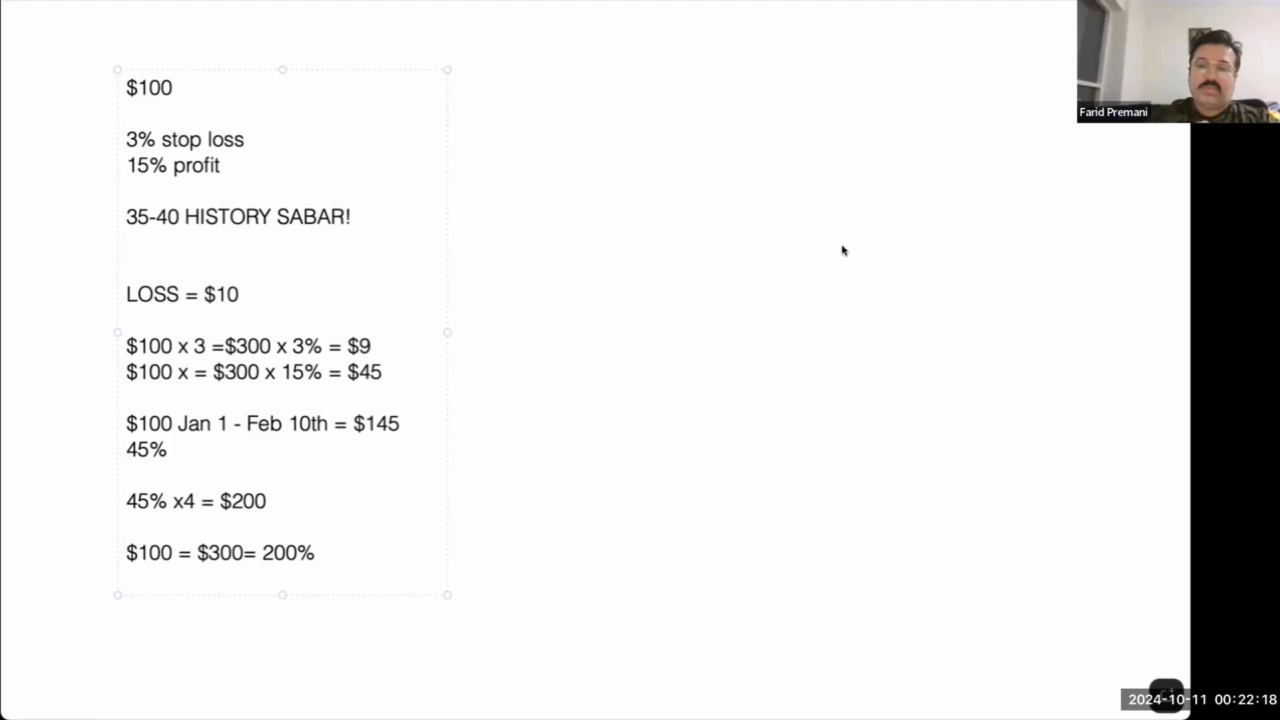 $100
3% stop loss
15% profit
35-40 HISTORY SABAR!
LOSS = $10
$100 x 3 =$300 x 3% = $9
$100 x = $300 x 15% = $45
$100 Jan 1 - Feb 10th = $145
45%
45% x4 = $200
$100 = $300= 200%
Farid Premani
2024-10-11 00:22:18